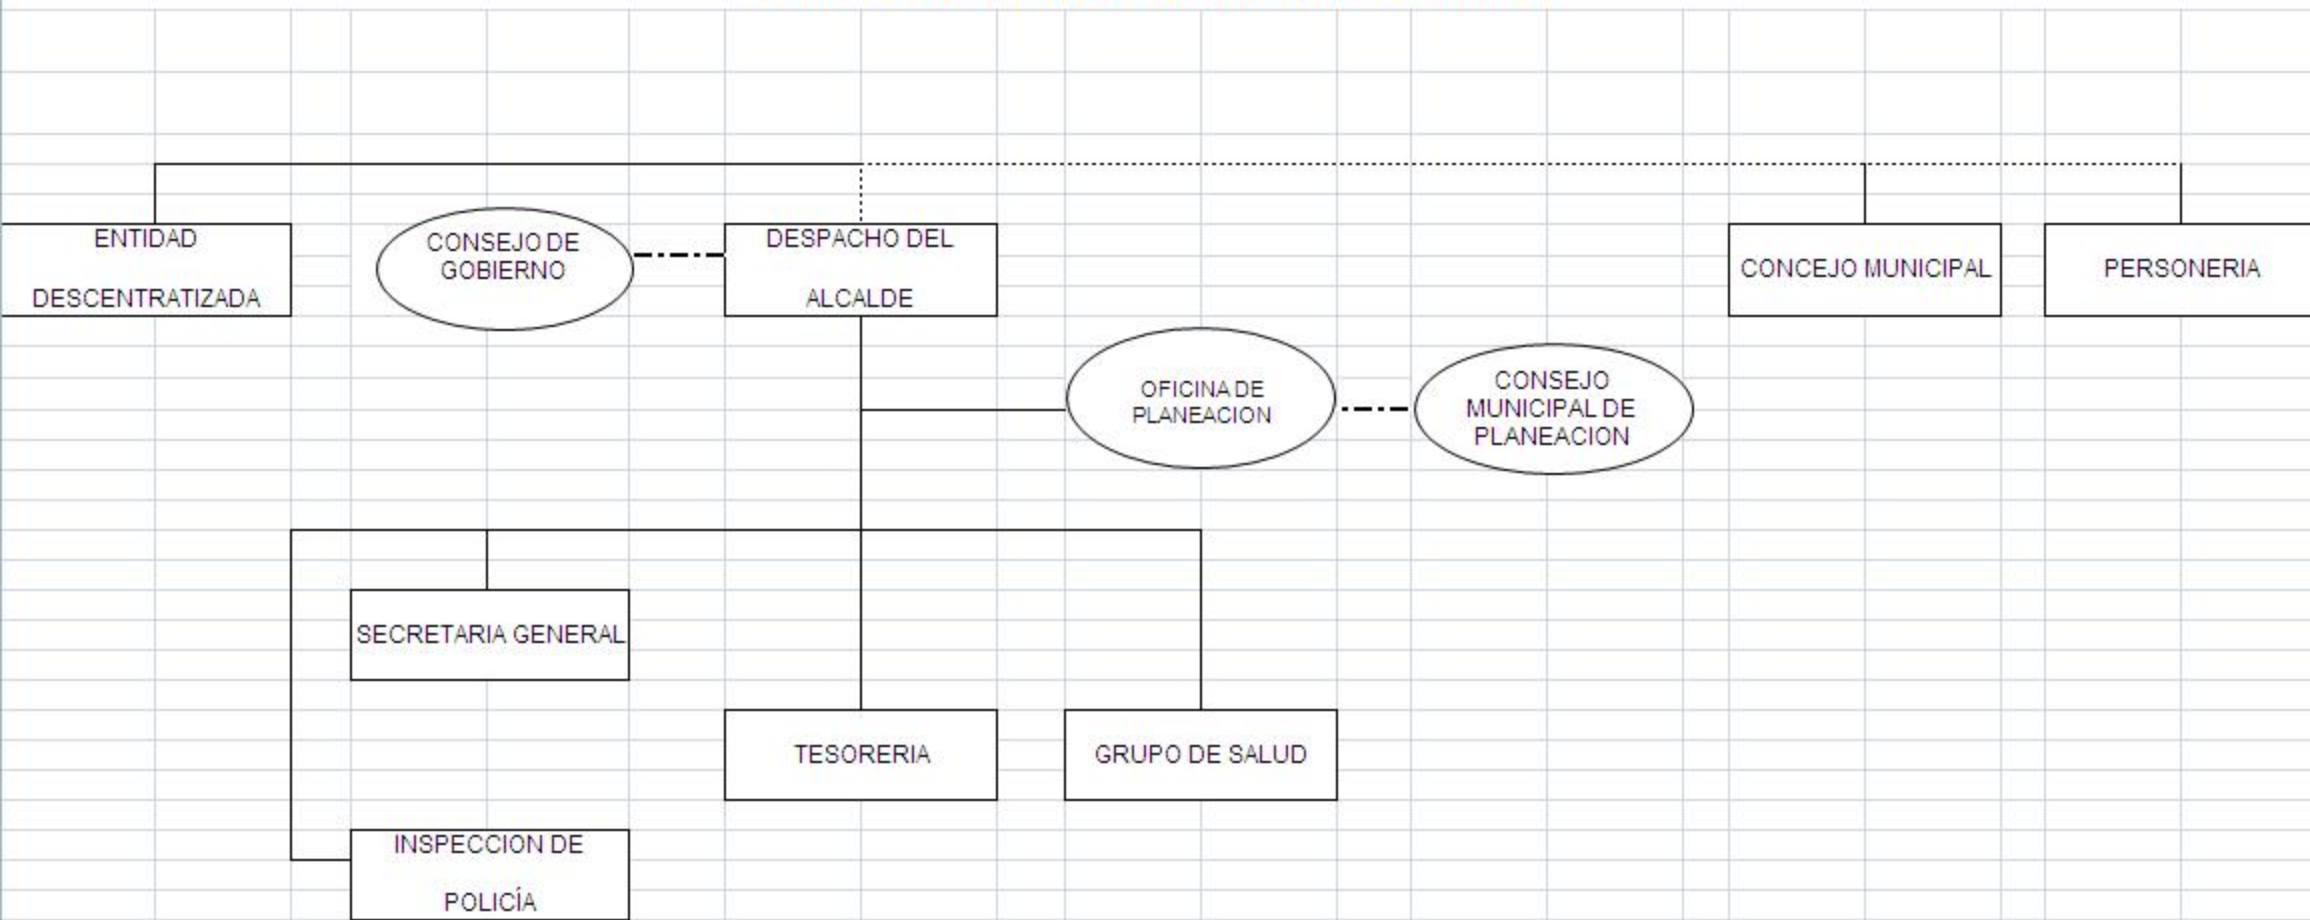 ENTIDAD
DESCENTRATIZADA
CONSEJO DE
GOBIERNO
DESPACHO DEL
ALCALDE
CONCEJO MUNICIPAL
PERSONERIA
OFICINA DE
PLANEACION
CONSEJO
MUNICIPAL DE
PLANEACION
SECRETARIA GENERAL
TESORERIA
GRUPO DE SALUD
INSPECCION DE
POLICÍA